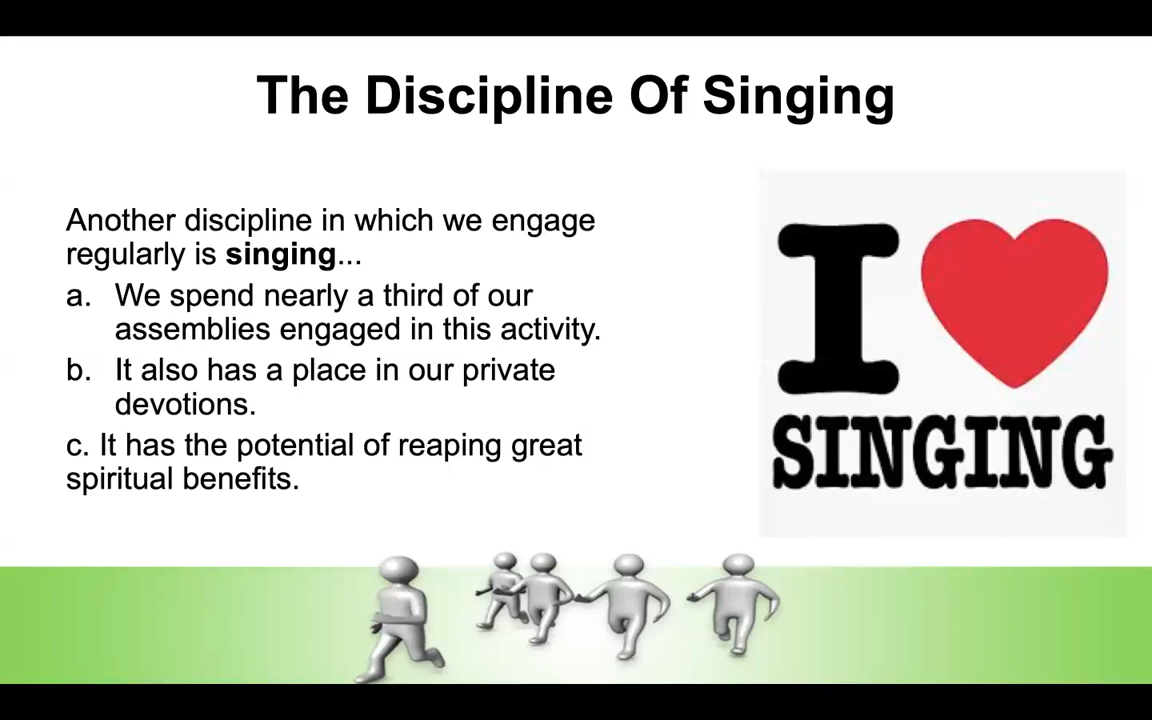 The Discipline Of Singing
Another discipline in which we engage
regularly is singing...
a. We spend nearly a third of our
assemblies engaged in this activity.
b. It also has a place in our private
devotions.
c. It has the potential of reaping great
spiritual benefits.
I
SINGING